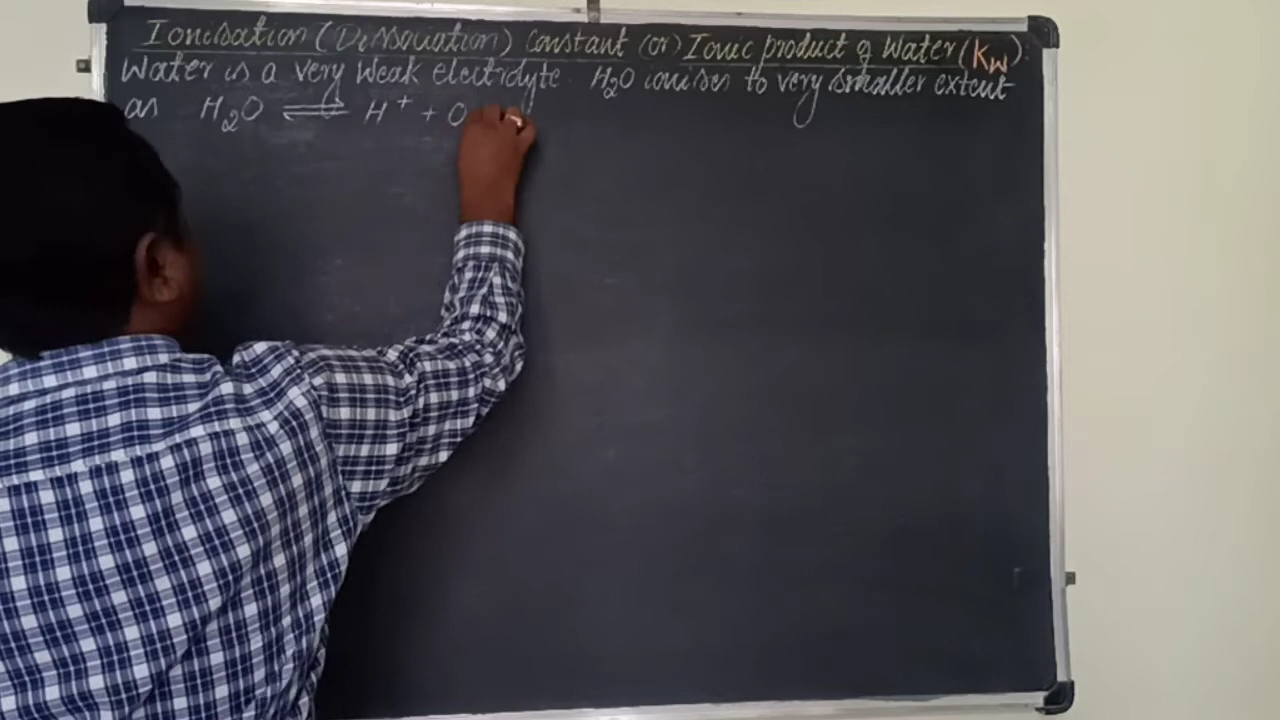 Ionisation (Dissociation) Constant (or) Ionic product of Water (Kw)
Water is a very Weak electrolyte. H₂O ionises to very smaller extent
as H₂O ⇌ H⁺ + O